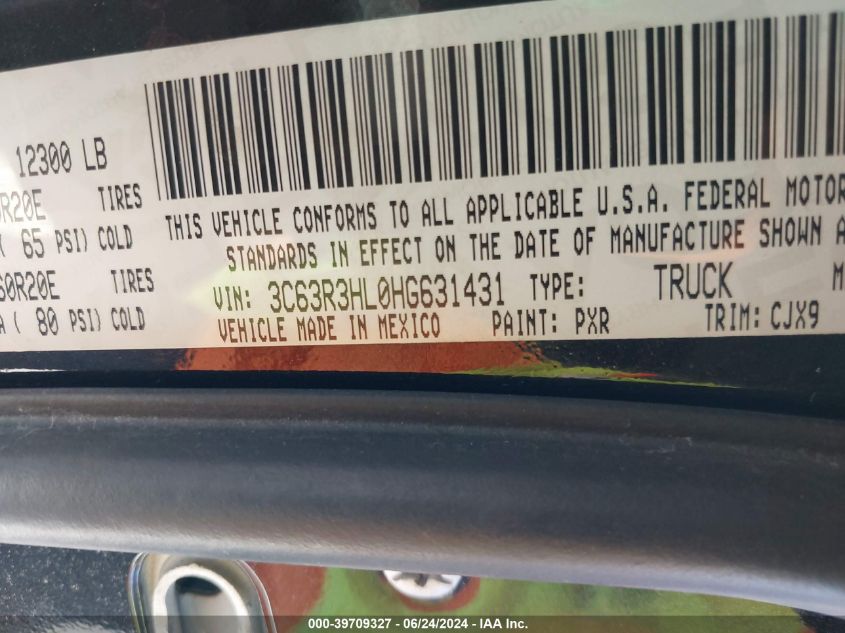 12300 LB
R20E TIRES
65 PSI) COLD
60R20E TIRES
( 80 PSI) COLD
THIS VEHICLE CONFORMS TO ALL APPLICABLE U.S.A. FEDERAL MOTOR
STANDARDS IN EFFECT ON THE DATE OF MANUFACTURE SHOWN A
VIN: 3C63R3HL0HG631431 TYPE: TRUCK M
VEHICLE MADE IN MEXICO PAINT: PXR TRIM: CJX9
000-39709327 - 06/24/2024 - IAA Inc.